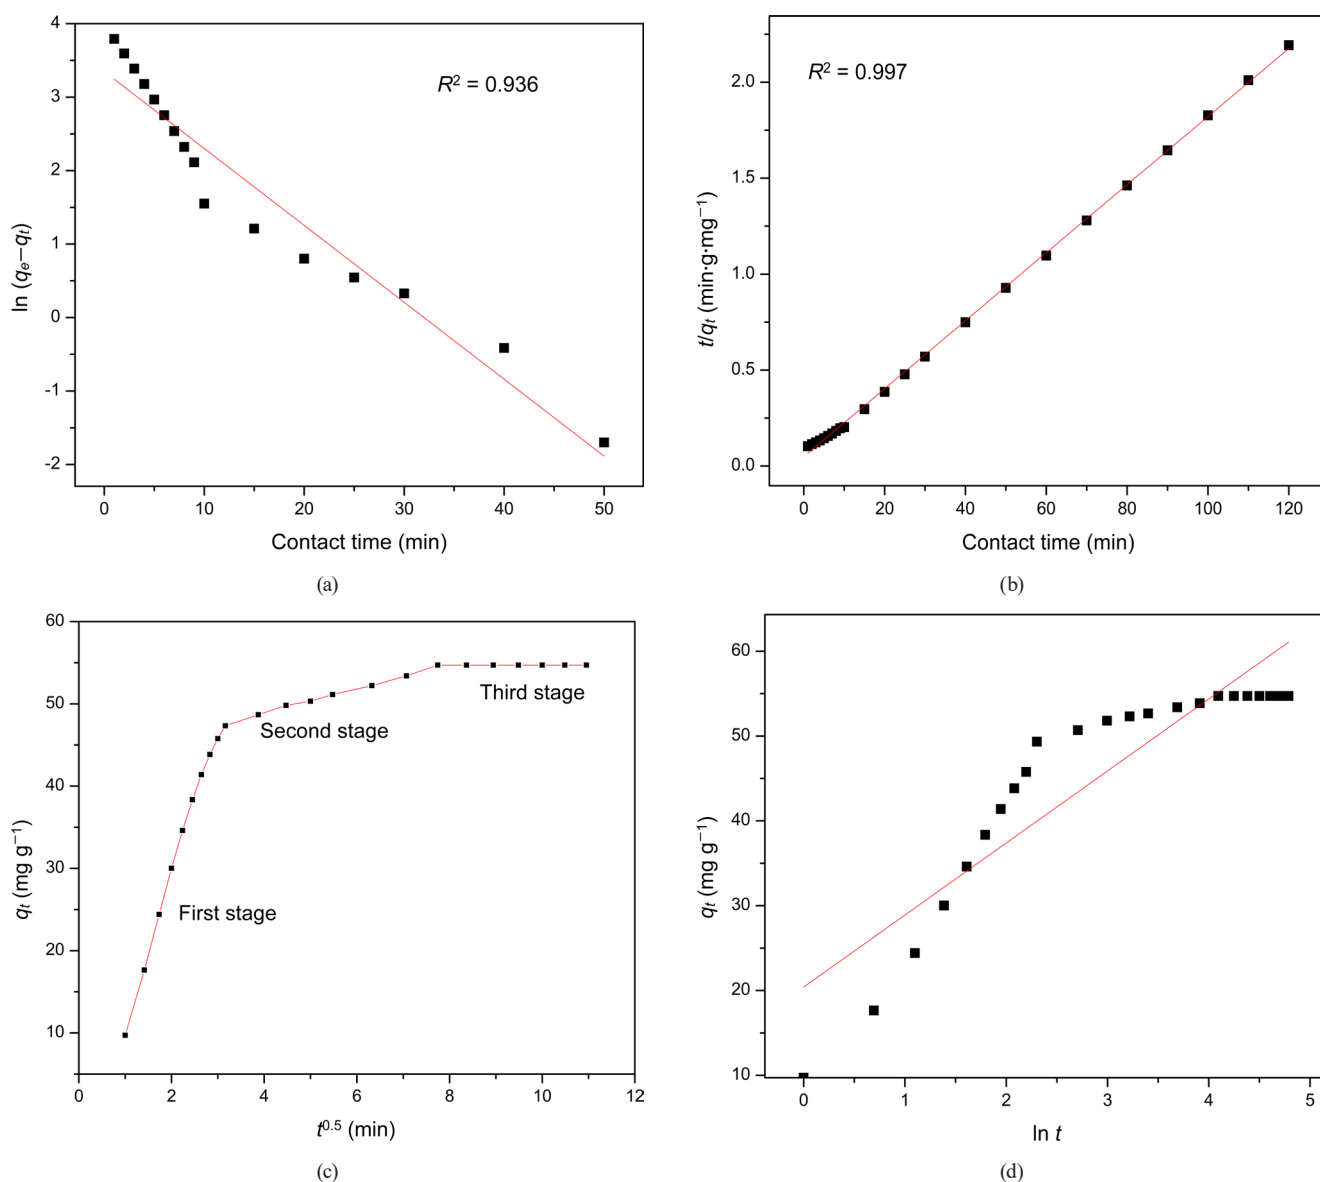 4
3
2
1
0
-1
-2
ln (qₑ—qₜ)
R² = 0.936
0 10 20 30 40 50
Contact time (min)
(a)
2.0
1.5
1.0
0.5
0.0
t/qₜ (min·g·mg⁻¹)
R² = 0.997
0 20 40 60 80 100 120
Contact time (min)
(b)
60
50
40
30
20
10
qₜ (mg g⁻¹)
First stage
Second stage
Third stage
0 2 4 6 8 10 12
t⁰·⁵ (min)
(c)
60
50
40
30
20
10
qₜ (mg g⁻¹)
0 1 2 3 4 5
ln t
(d)